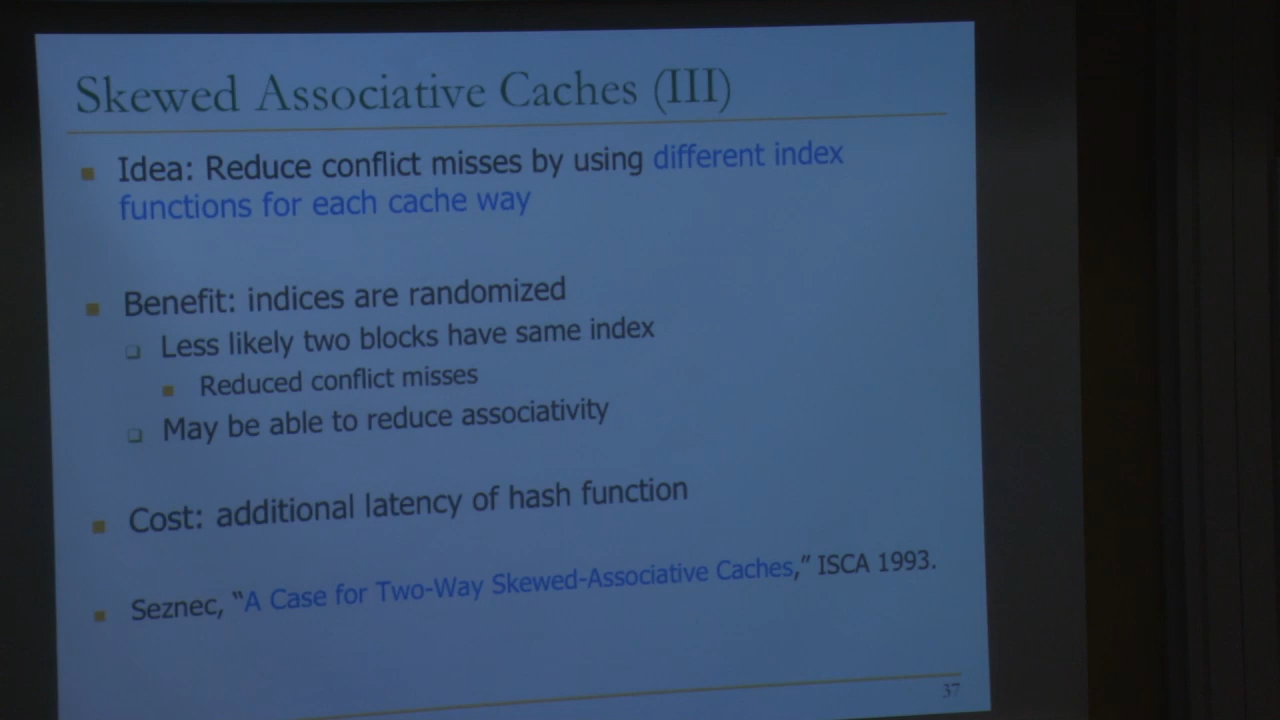 Skewed Associative Caches (III)
Idea: Reduce conflict misses by using different index
functions for each cache way
Benefit: indices are randomized
Less likely two blocks have same index
Reduced conflict misses
May be able to reduce associativity
Cost: additional latency of hash function
Seznec, “A Case for Two-Way Skewed-Associative Caches,” ISCA 1993.
37